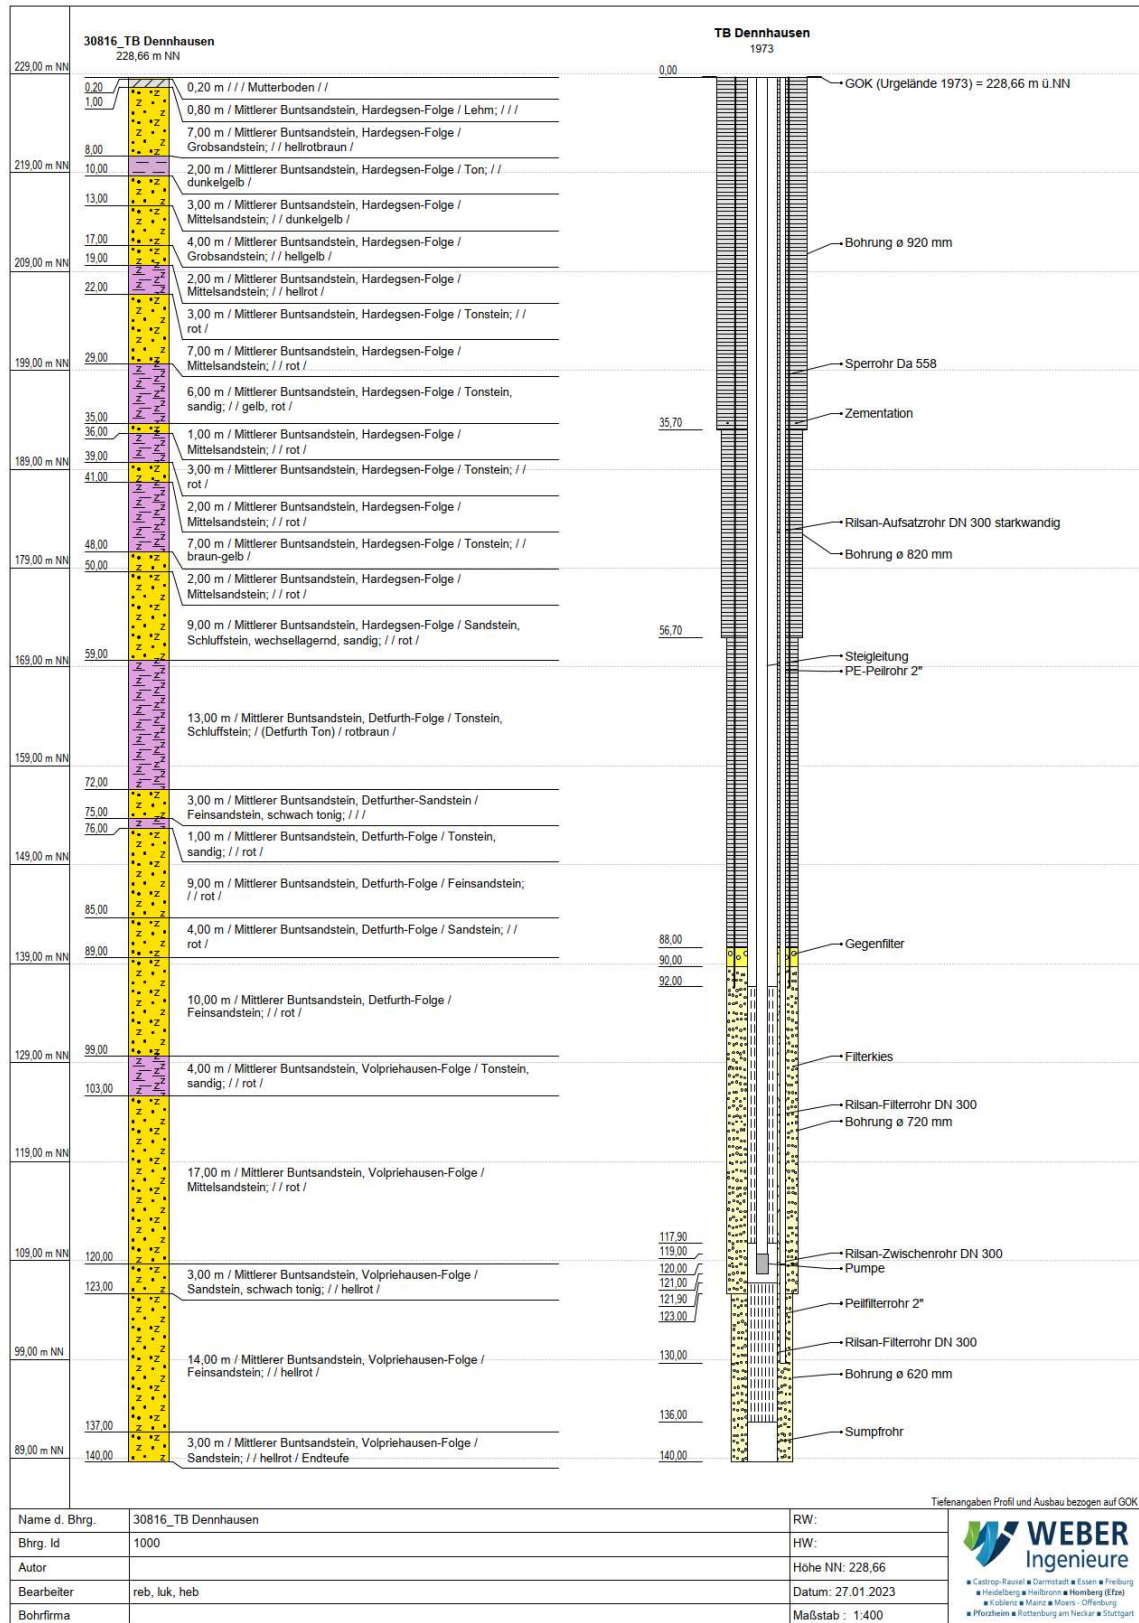 30816_TB Dennhausen
228,66 m NN
TB Dennhausen
1973
229,00 m NN
219,00 m NN
209,00 m NN
199,00 m NN
189,00 m NN
179,00 m NN
169,00 m NN
159,00 m NN
149,00 m NN
139,00 m NN
129,00 m NN
119,00 m NN
109,00 m NN
99,00 m NN
89,00 m NN
0,20
1,00
8,00
10,00
13,00
17,00
19,00
22,00
29,00
35,00
36,00
39,00
41,00
48,00
50,00
59,00
72,00
75,00
76,00
85,00
89,00
99,00
103,00
120,00
123,00
137,00
140,00
0,20 m / / / Mutterboden / /
0,80 m / Mittlerer Buntsandstein, Hardegsen-Folge / Lehm; / / /
7,00 m / Mittlerer Buntsandstein, Hardegsen-Folge /
Grobsandstein; / / hellrotbraun /
2,00 m / Mittlerer Buntsandstein, Hardegsen-Folge / Ton; / /
dunkelgelb /
3,00 m / Mittlerer Buntsandstein, Hardegsen-Folge /
Mittelsandstein; / / dunkelgelb /
4,00 m / Mittlerer Buntsandstein, Hardegsen-Folge /
Grobsandstein; / / hellgelb /
2,00 m / Mittlerer Buntsandstein, Hardegsen-Folge /
Mittelsandstein; / / hellrot /
3,00 m / Mittlerer Buntsandstein, Hardegsen-Folge / Tonstein; / /
rot /
7,00 m / Mittlerer Buntsandstein, Hardegsen-Folge /
Mittelsandstein; / / rot /
6,00 m / Mittlerer Buntsandstein, Hardegsen-Folge / Tonstein,
sandig; / / gelb, rot /
1,00 m / Mittlerer Buntsandstein, Hardegsen-Folge /
Mittelsandstein; / / rot /
3,00 m / Mittlerer Buntsandstein, Hardegsen-Folge / Tonstein; / /
rot /
2,00 m / Mittlerer Buntsandstein, Hardegsen-Folge /
Mittelsandstein; / / rot /
7,00 m / Mittlerer Buntsandstein, Hardegsen-Folge / Tonstein; / /
braun-gelb /
2,00 m / Mittlerer Buntsandstein, Hardegsen-Folge /
Mittelsandstein; / / rot /
9,00 m / Mittlerer Buntsandstein, Hardegsen-Folge / Sandstein,
Schluffstein, wechsellagernd, sandig; / / rot /
13,00 m / Mittlerer Buntsandstein, Detfurth-Folge / Tonstein,
Schluffstein; / (Detfurth Ton) / rotbraun /
3,00 m / Mittlerer Buntsandstein, Detfurther-Sandstein /
Feinsandstein, schwach tonig; / / /
1,00 m / Mittlerer Buntsandstein, Detfurth-Folge / Tonstein,
sandig; / / rot /
9,00 m / Mittlerer Buntsandstein, Detfurth-Folge / Feinsandstein;
/ / rot /
4,00 m / Mittlerer Buntsandstein, Detfurth-Folge / Sandstein; / /
rot /
10,00 m / Mittlerer Buntsandstein, Detfurth-Folge /
Feinsandstein; / / rot /
4,00 m / Mittlerer Buntsandstein, Volpriehausen-Folge / Tonstein,
sandig; / / rot /
17,00 m / Mittlerer Buntsandstein, Volpriehausen-Folge /
Mittelsandstein; / / rot /
3,00 m / Mittlerer Buntsandstein, Volpriehausen-Folge /
Sandstein, schwach tonig; / / hellrot /
14,00 m / Mittlerer Buntsandstein, Volpriehausen-Folge /
Feinsandstein; / / hellrot /
3,00 m / Mittlerer Buntsandstein, Volpriehausen-Folge /
Sandstein; / / hellrot / Endteufe
0,00
35,70
56,70
88,00
90,00
92,00
117,90
119,00
120,00
121,00
121,90
123,00
130,00
136,00
140,00
GOK (Urgelände 1973) = 228,66 m ü.NN
Bohrung ø 920 mm
Sperrohr Da 558
Zementation
Rilsan-Aufsatzrohr DN 300 starkwandig
Bohrung ø 820 mm
Steigleitung
PE-Peilrohr 2"
Gegenfilter
Filterkies
Rilsan-Filterrohr DN 300
Bohrung ø 720 mm
Rilsan-Zwischenrohr DN 300
Pumpe
Peilfilterrohr 2"
Rilsan-Filterrohr DN 300
Bohrung ø 620 mm
Sumpfrohr
Tiefenangaben Profil und Ausbau bezogen auf GOK
Name d. Bhrg. 30816_TB Dennhausen RW:
Bhrg. Id 1000 HW:
Autor Höhe NN: 228,66
Bearbeiter reb, luk, heb Datum: 27.01.2023
Bohrfirma Maßstab : 1:400
WEBER
Ingenieure
■ Castrop-Rauxel ■ Darmstadt ■ Essen ■ Freiburg
■ Heidelberg ■ Heilbronn ■ Homberg (Efze)
■ Koblenz ■ Mainz ■ Moers - Offenburg
■ Pforzheim ■ Rottenburg am Neckar ■ Stuttgart